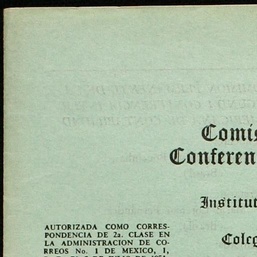 Comis
Conferen
Institut
Coleg
AUTORIZADA COMO CORRES-
PONDENCIA DE 2a. CLASE EN
LA ADMINISTRACION DE CO-
RREOS No. 1 DE MEXICO, 1,